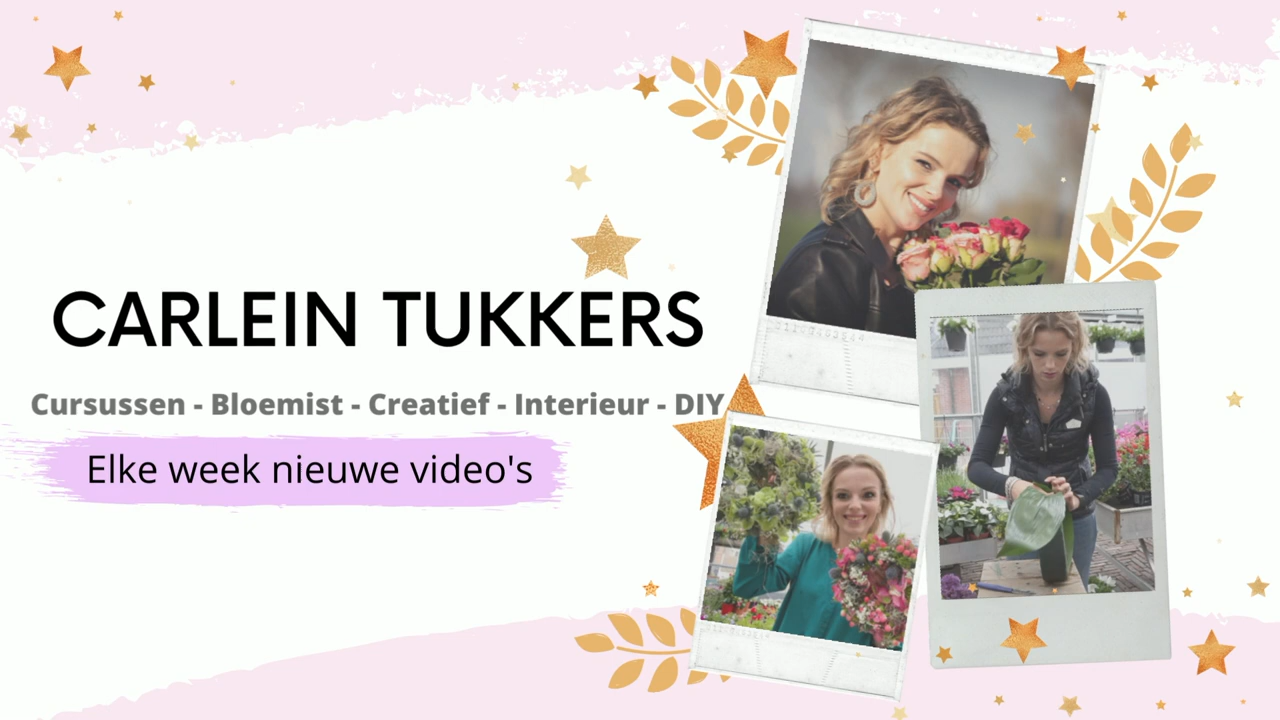 CARLEIN TUKKERS
Cursussen - Bloemist - Creatief - Interieur - DIY
Elke week nieuwe video's